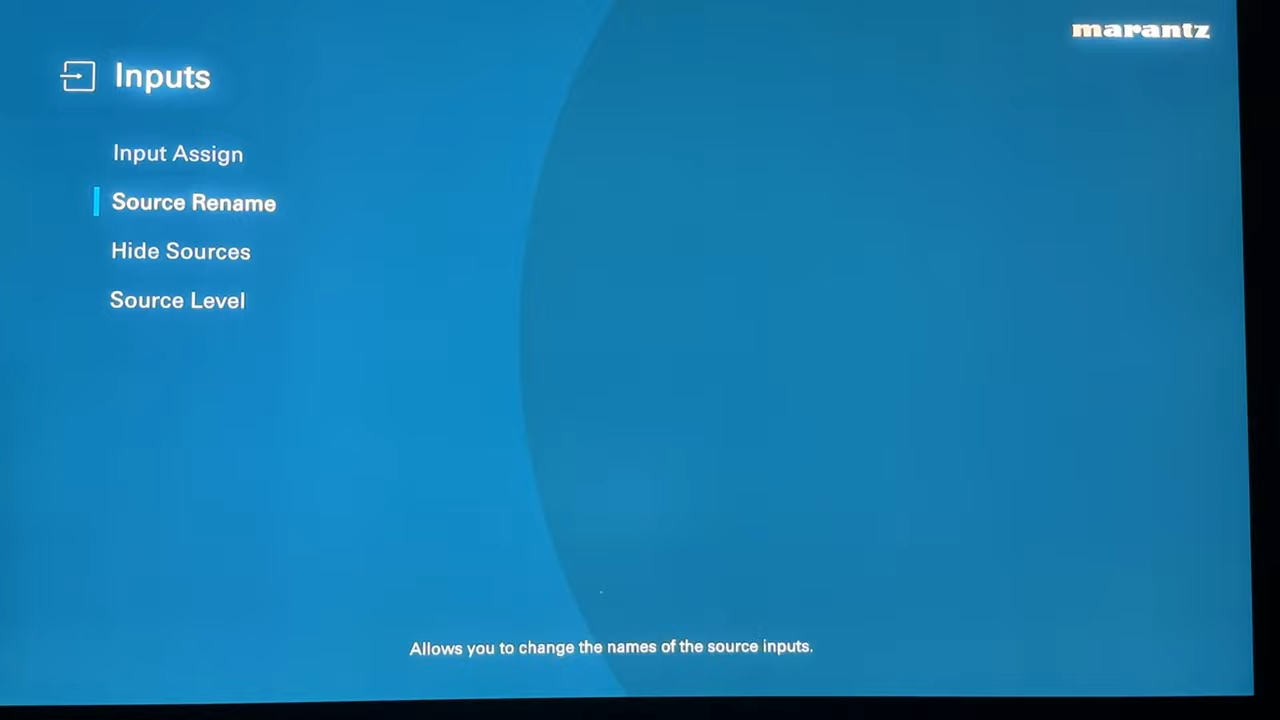 marantz
Inputs
Input Assign
Source Rename
Hide Sources
Source Level
Allows you to change the names of the source inputs.